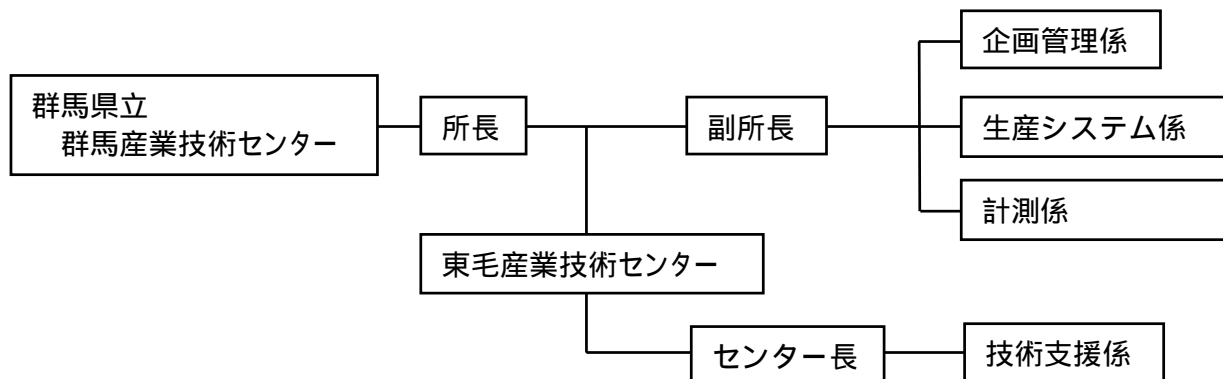 企画管理係
群馬県立
群馬産業技術センター
所長
副所長
生産システム係
計測係
東毛産業技術センター
センター長
技術支援係